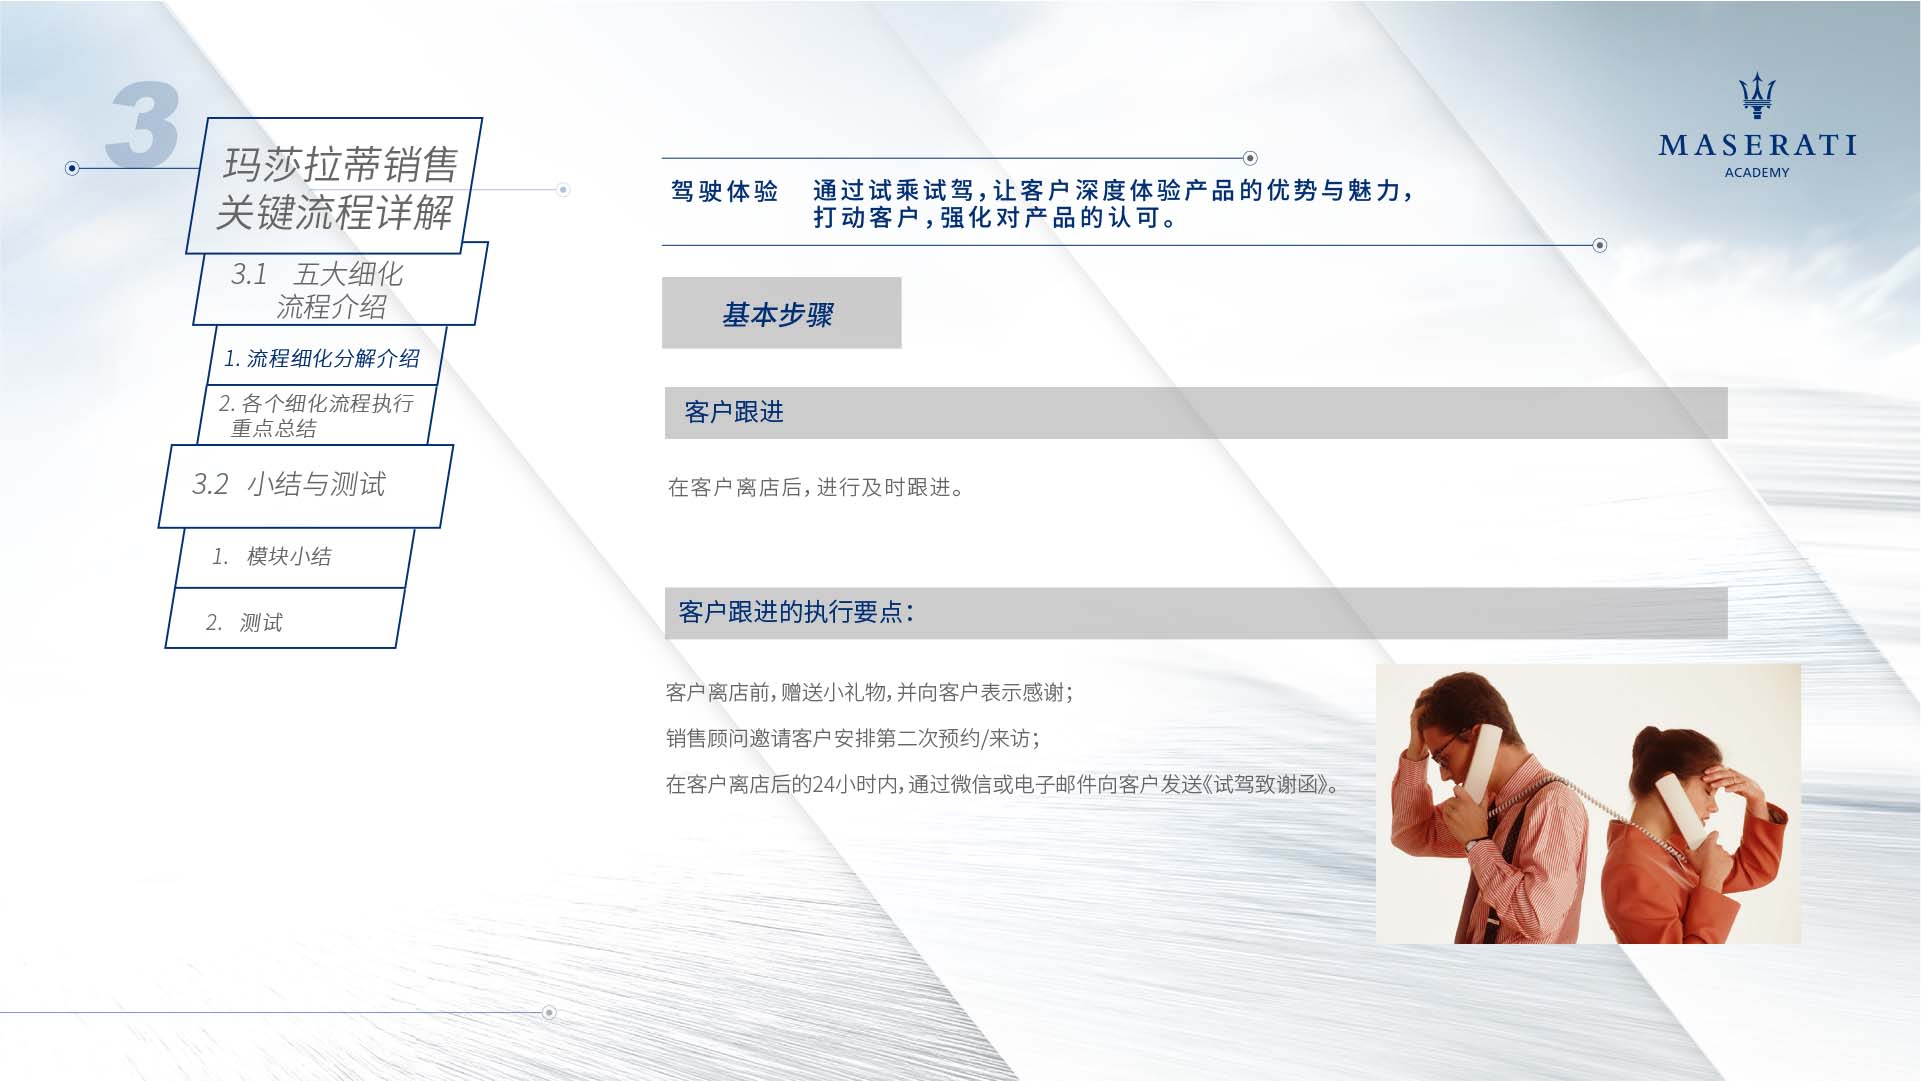 3
玛莎拉蒂销售
关键流程详解
3.1 五大细化
流程介绍
1. 流程细化分解介绍
2. 各个细化流程执行
重点总结
3.2 小结与测试
1. 模块小结
2. 测试
MASERATI
ACADEMY
驾驶体验 通过试乘试驾，让客户深度体验产品的优势与魅力，
打动客户，强化对产品的认可。
基本步骤
客户跟进
在客户离店后，进行及时跟进。
客户跟进的执行要点：
客户离店前，赠送小礼物，并向客户表示感谢；
销售顾问邀请客户安排第二次预约/来访；
在客户离店后的24小时内，通过微信或电子邮件向客户发送《试驾致谢函》。